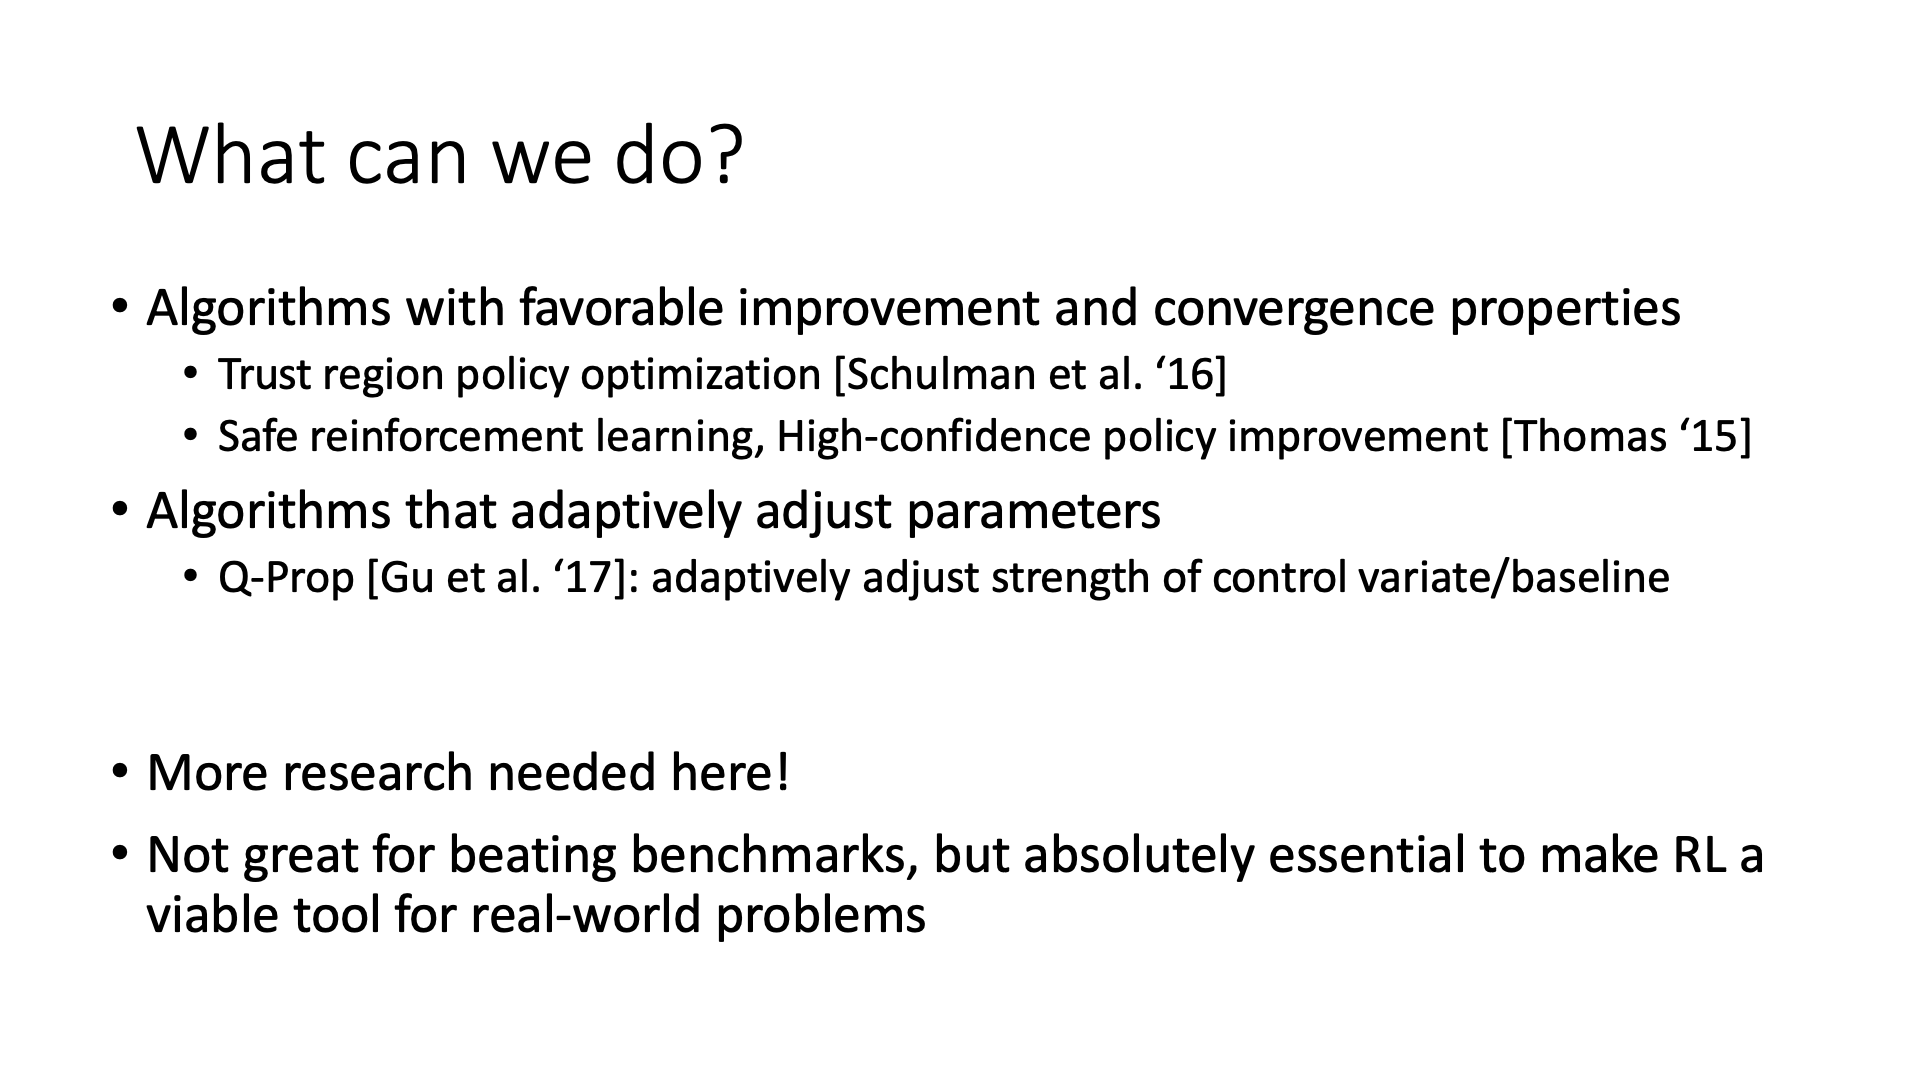 What can we do?
• Algorithms with favorable improvement and convergence properties
• Trust region policy optimization [Schulman et al. ‘16]
• Safe reinforcement learning, High-confidence policy improvement [Thomas ‘15]
• Algorithms that adaptively adjust parameters
• Q-Prop [Gu et al. ‘17]: adaptively adjust strength of control variate/baseline
• More research needed here!
• Not great for beating benchmarks, but absolutely essential to make RL a
viable tool for real-world problems